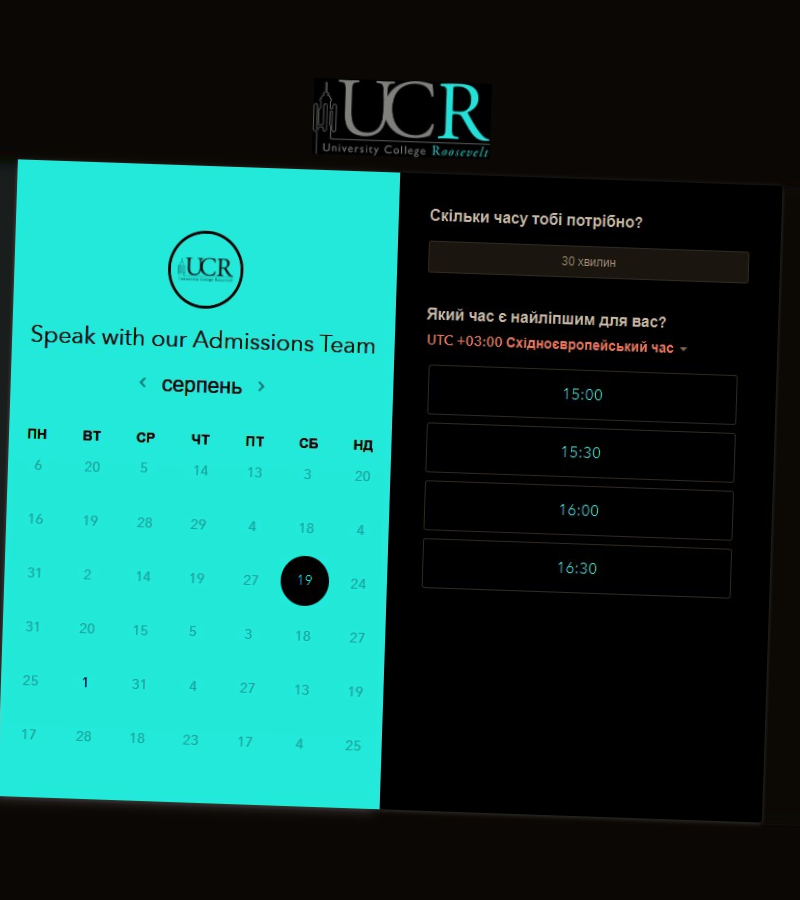 UCR
University College Roosevelt
UCR
Speak with our Admissions Team
серпень
ПН ВТ СР ЧТ ПТ СБ НД
6 20 5 14 13 3 20
16 19 28 29 4 18 4
31 2 14 19 27 19 24
31 20 15 5 3 18 27
25 1 31 4 27 13 19
17 28 18 23 17 4 25
Скільки часу тобі потрібно?
30 хвилин
Який час є найліпшим для вас?
UTC +03:00 Східноєвропейський час
15:00
15:30
16:00
16:30